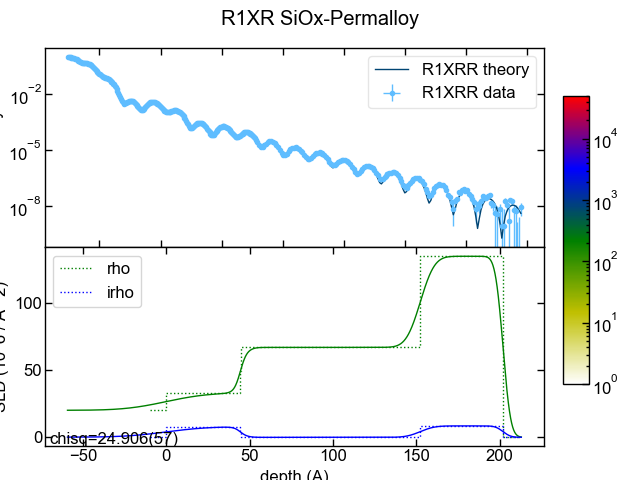 R1XR SiOx-Permalloy
R1XRR theory
R1XRR data
10^-2
10^-5
10^-8
10^4
10^3
10^2
10^1
10^0
rho
irho
100
50
0
chisq=24.906(57)
−50 0 50 100 150 200
depth (A)